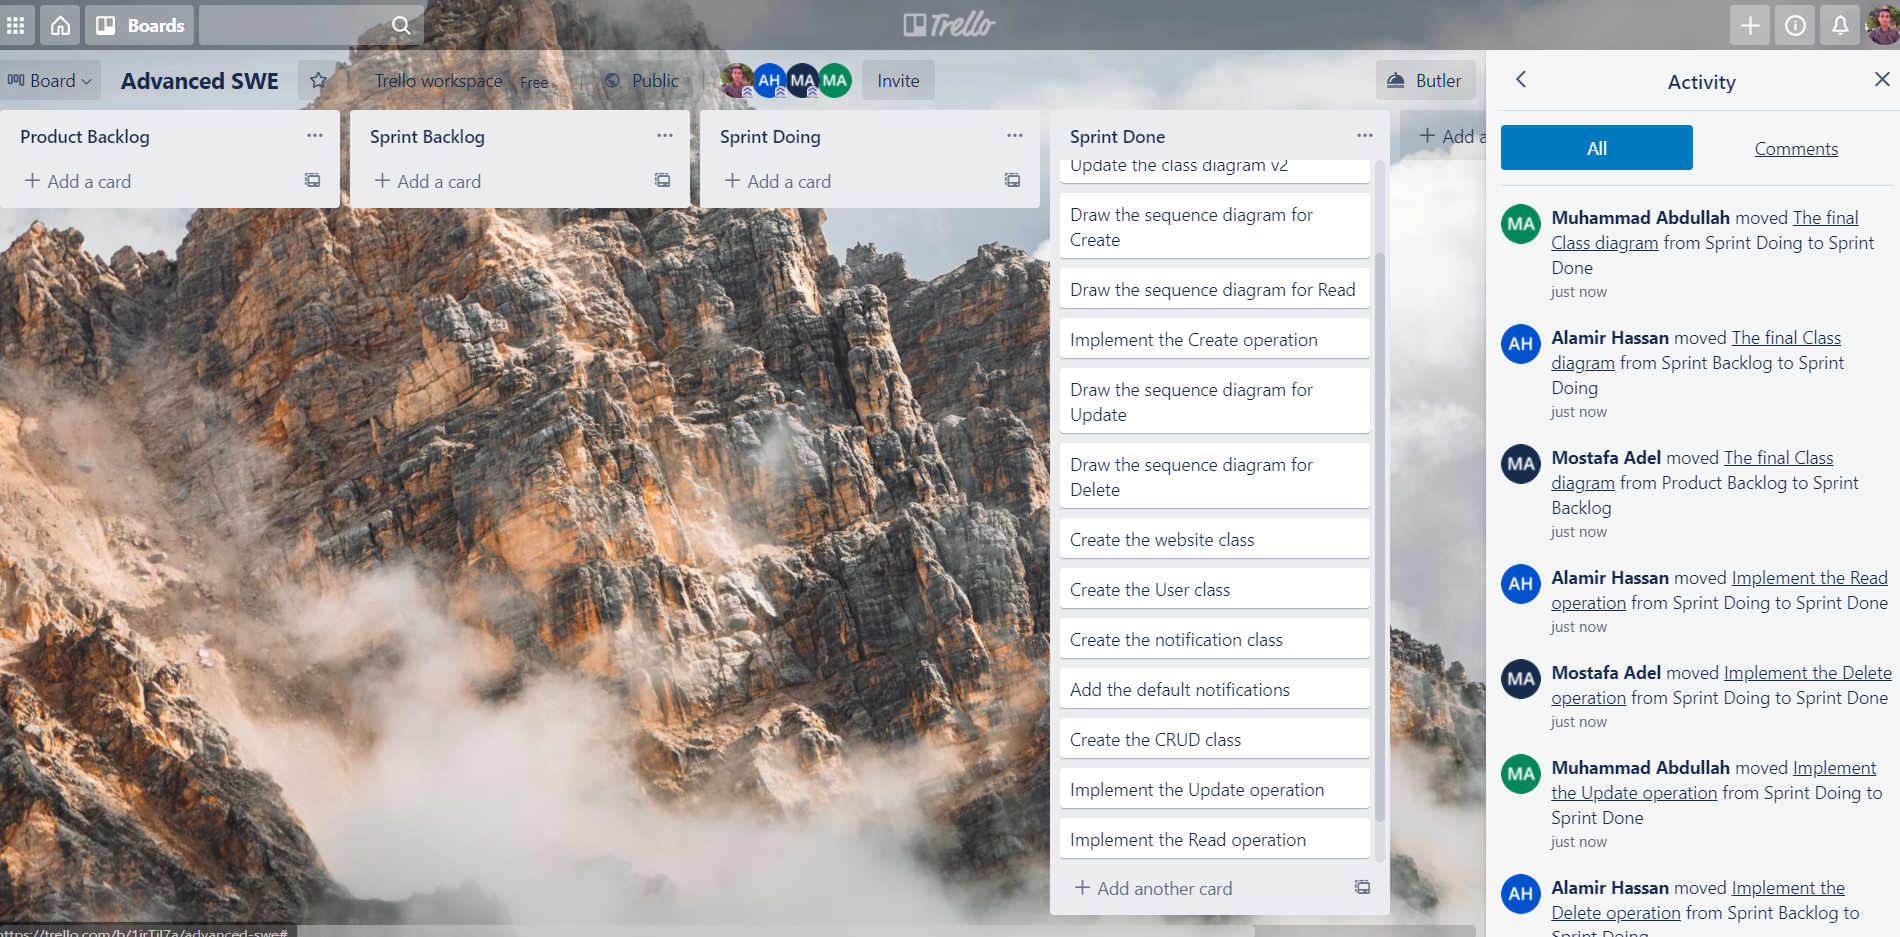 Boards
Trello
Board
Advanced SWE
Trello workspace Free
Public
AH
MA
MA
Invite
Butler
Product Backlog
Add a card
Sprint Backlog
Add a card
Sprint Doing
Add a card
Sprint Done
Update the class diagram v2
Draw the sequence diagram for
Create
Draw the sequence diagram for Read
Implement the Create operation
Draw the sequence diagram for
Update
Draw the sequence diagram for
Delete
Create the website class
Create the User class
Create the notification class
Add the default notifications
Create the CRUD class
Implement the Update operation
Implement the Read operation
Add another card
Add a
Activity
All
Comments
MA
Muhammad Abdullah moved The final
Class diagram from Sprint Doing to Sprint
Done
just now
AH
Alamir Hassan moved The final Class
diagram from Sprint Backlog to Sprint
Doing
just now
MA
Mostafa Adel moved The final Class
diagram from Product Backlog to Sprint
Backlog
just now
AH
Alamir Hassan moved Implement the Read
operation from Sprint Doing to Sprint Done
just now
MA
Mostafa Adel moved Implement the Delete
operation from Sprint Doing to Sprint Done
just now
MA
Muhammad Abdullah moved Implement
the Update operation from Sprint Doing to
Sprint Done
just now
AH
Alamir Hassan moved Implement the
Delete operation from Sprint Backlog to
Sprint Doing